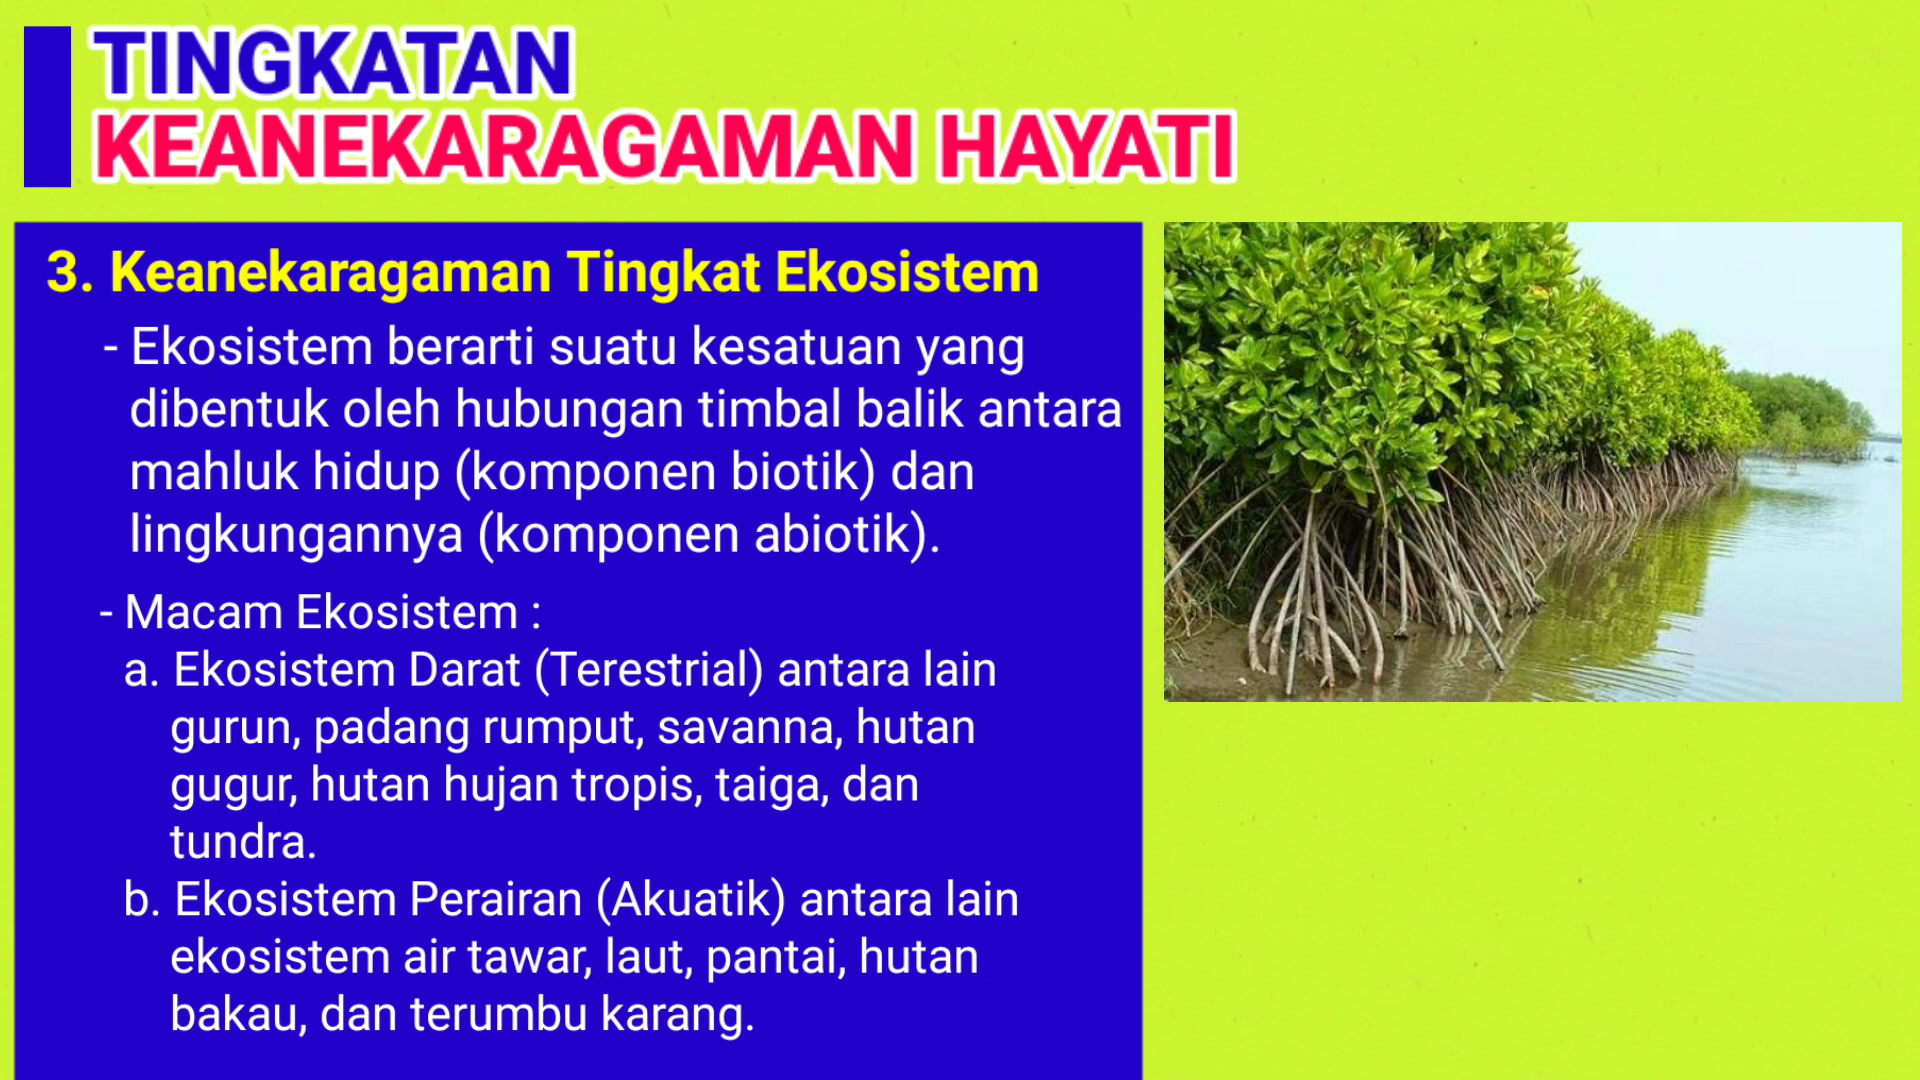 TINGKATAN
KEANEKARAGAMAN HAYATI
3. Keanekaragaman Tingkat Ekosistem
- Ekosistem berarti suatu kesatuan yang
dibentuk oleh hubungan timbal balik antara
mahluk hidup (komponen biotik) dan
lingkungannya (komponen abiotik).
- Macam Ekosistem :
a. Ekosistem Darat (Terestrial) antara lain
gurun, padang rumput, savanna, hutan
gugur, hutan hujan tropis, taiga, dan
tundra.
b. Ekosistem Perairan (Akuatik) antara lain
ekosistem air tawar, laut, pantai, hutan
bakau, dan terumbu karang.